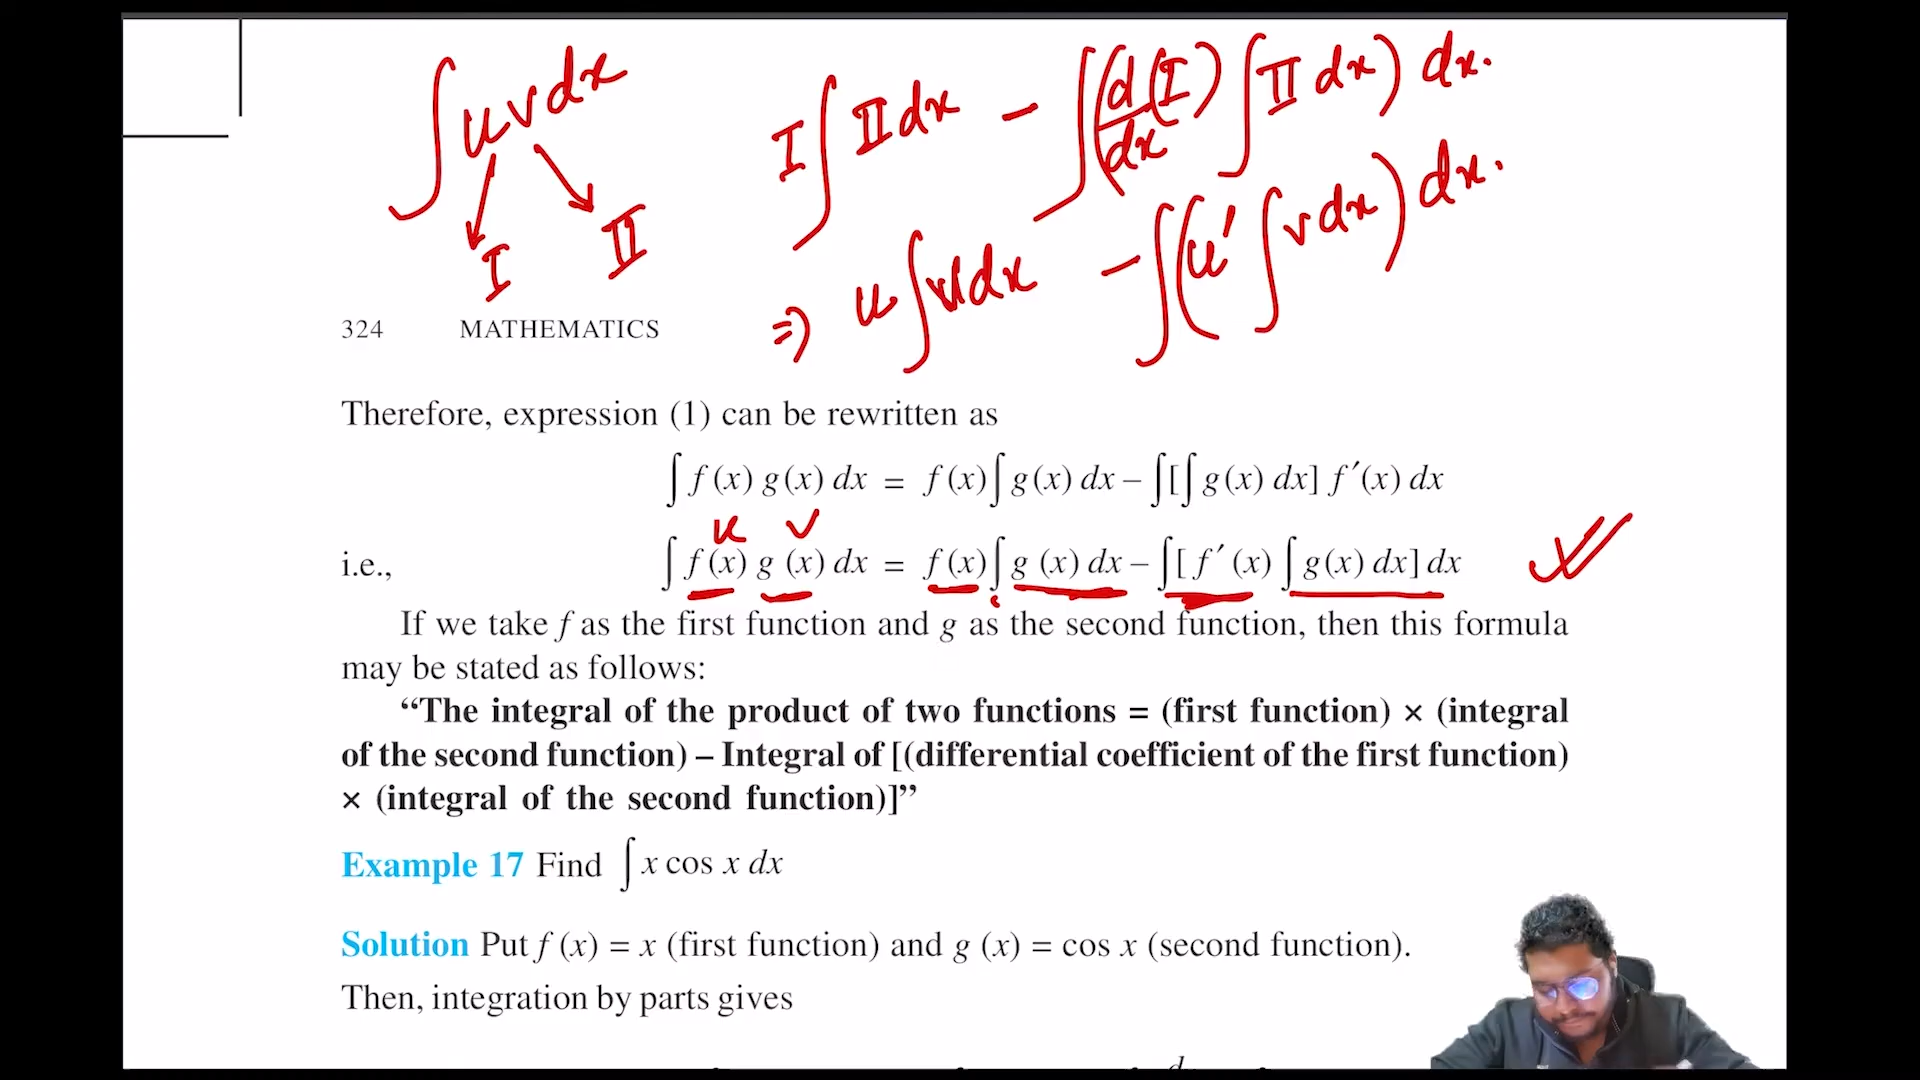 ∫ u v dx
I II
I ∫ II dx − ∫ (d/dx (I) ∫ II dx) dx.
⇒ u ∫ v dx − ∫ (u′ ∫ v dx) dx.
324 MATHEMATICS
Therefore, expression (1) can be rewritten as
∫ f (x) g(x) dx = f(x) ∫ g(x) dx – ∫ [∫ g(x) dx] f ′(x) dx
u v
i.e., ∫ f (x) g (x) dx = f (x) ∫ g (x) dx – ∫ [ f ′ (x) ∫ g(x) dx] dx
If we take f as the first function and g as the second function, then this formula
may be stated as follows:
“The integral of the product of two functions = (first function) × (integral
of the second function) – Integral of [(differential coefficient of the first function)
× (integral of the second function)]”
Example 17 Find ∫ x cos x dx
Solution Put f (x) = x (first function) and g (x) = cos x (second function).
Then, integration by parts gives
d